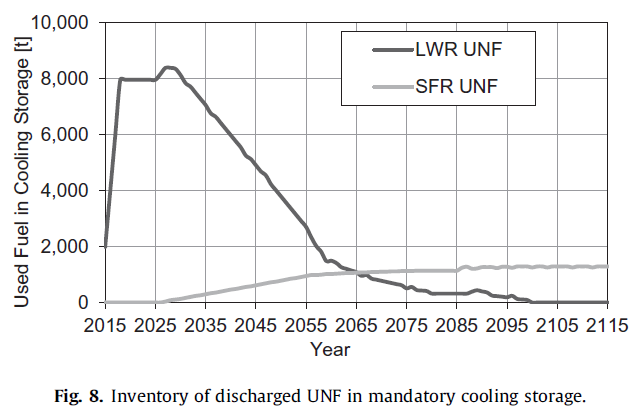 10,000
8,000
6,000
4,000
2,000
0
Used Fuel in Cooling Storage [t]
LWR UNF
SFR UNF
2015 2025 2035 2045 2055 2065 2075 2085 2095 2105 2115
Year
Fig. 8. Inventory of discharged UNF in mandatory cooling storage.